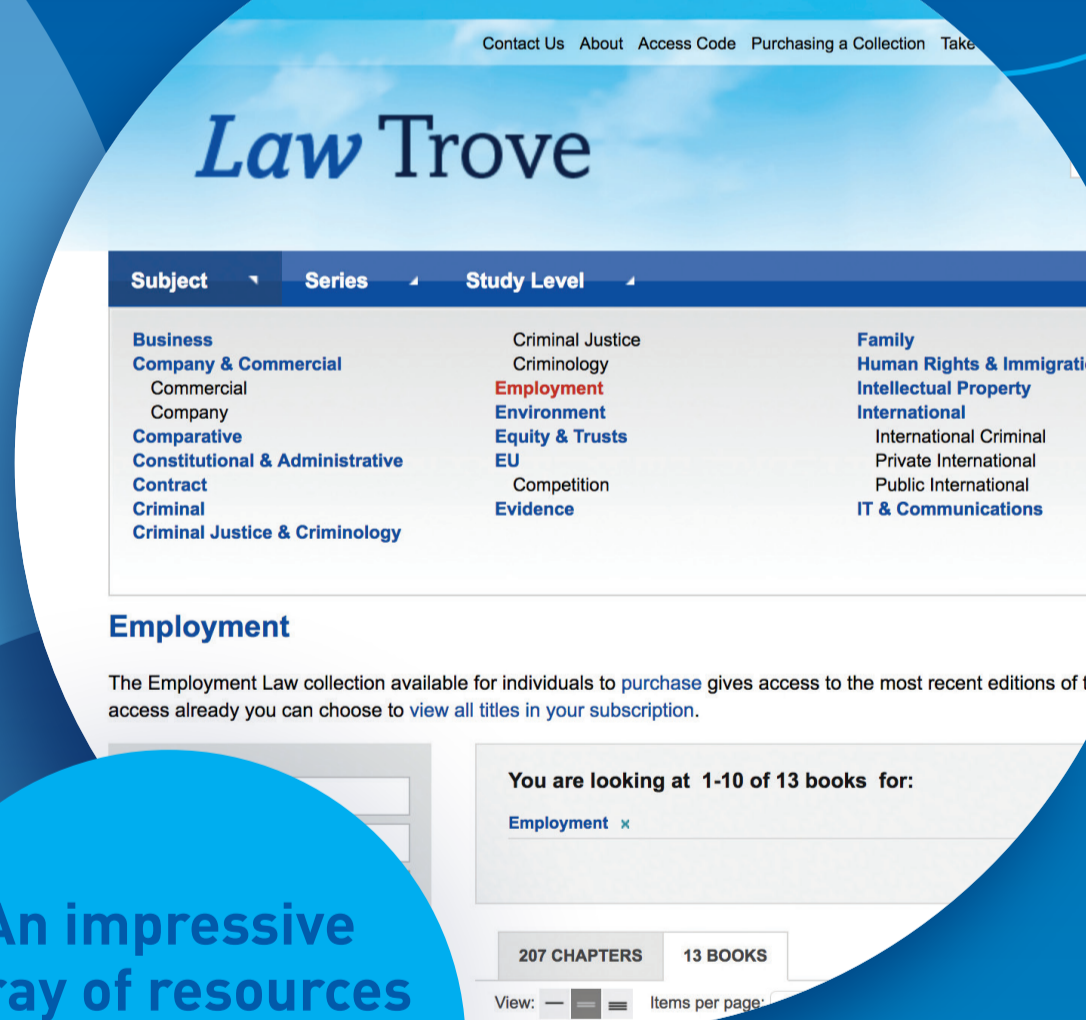 Contact Us About Access Code Purchasing a Collection Take
Law Trove
Subject Series Study Level
Business
Company & Commercial
Commercial
Company
Comparative
Constitutional & Administrative
Contract
Criminal
Criminal Justice & Criminology
Criminal Justice
Criminology
Employment
Environment
Equity & Trusts
EU
Competition
Evidence
Family
Human Rights &
Intellectual Property
International
International Criminal
Private International
Public International
IT & Communications
Employment
The Employment Law collection available for individuals to purchase gives access to the most recent editions of
access already you can choose to view all titles in your subscription.
You are looking at 1-10 of 13 books for:
Employment ×
207 CHAPTERS 13 BOOKS
View: Items per page:
An impressive
of resources